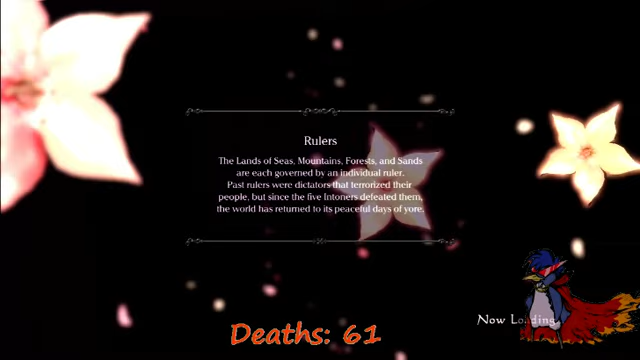 Rulers
The Lands of Seas, Mountains, Forests, and Sands
are each governed by an individual ruler.
Past rulers were dictators that terrorized their
people, but since the five Intoners defeated them,
the world has returned to its peaceful days of yore.
Now Loading
Deaths: 61